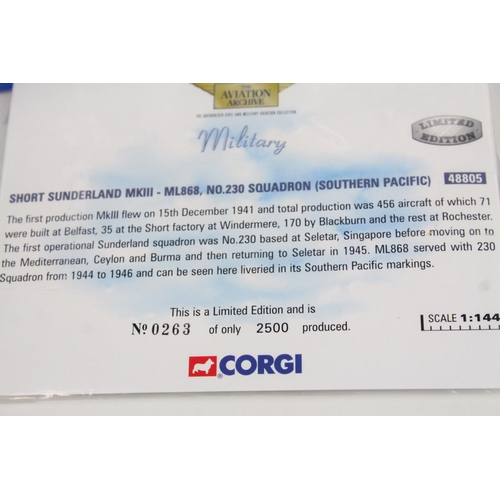 THE
AVIATION
ARCHIVE
Military
LIMITED
EDITION
SHORT SUNDERLAND MKIII - ML868, NO.230 SQUADRON (SOUTHERN PACIFIC) 48805
The first production MkIII flew on 15th December 1941 and total production was 456 aircraft of which 71
were built at Belfast, 35 at the Short factory at Windermere, 170 by Blackburn and the rest at Rochester.
The first operational Sunderland squadron was No.230 based at Seletar, Singapore before moving on to
the Mediterranean, Ceylon and Burma and then returning to Seletar in 1945. ML868 served with 230
Squadron from 1944 to 1946 and can be seen here liveried in its Southern Pacific markings.
This is a Limited Edition and is
No 0263 of only 2500 produced.
SCALE 1:144
CORGI